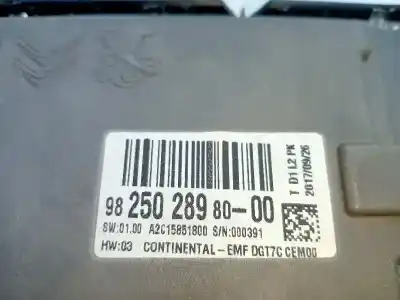 98 250 289 80-00
SW:01.00 A2C15851800 S/N:000391
HW:03 CONTINENTAL-EMF DGT7C CEM00
T D1 L2 PK
2017/09/26